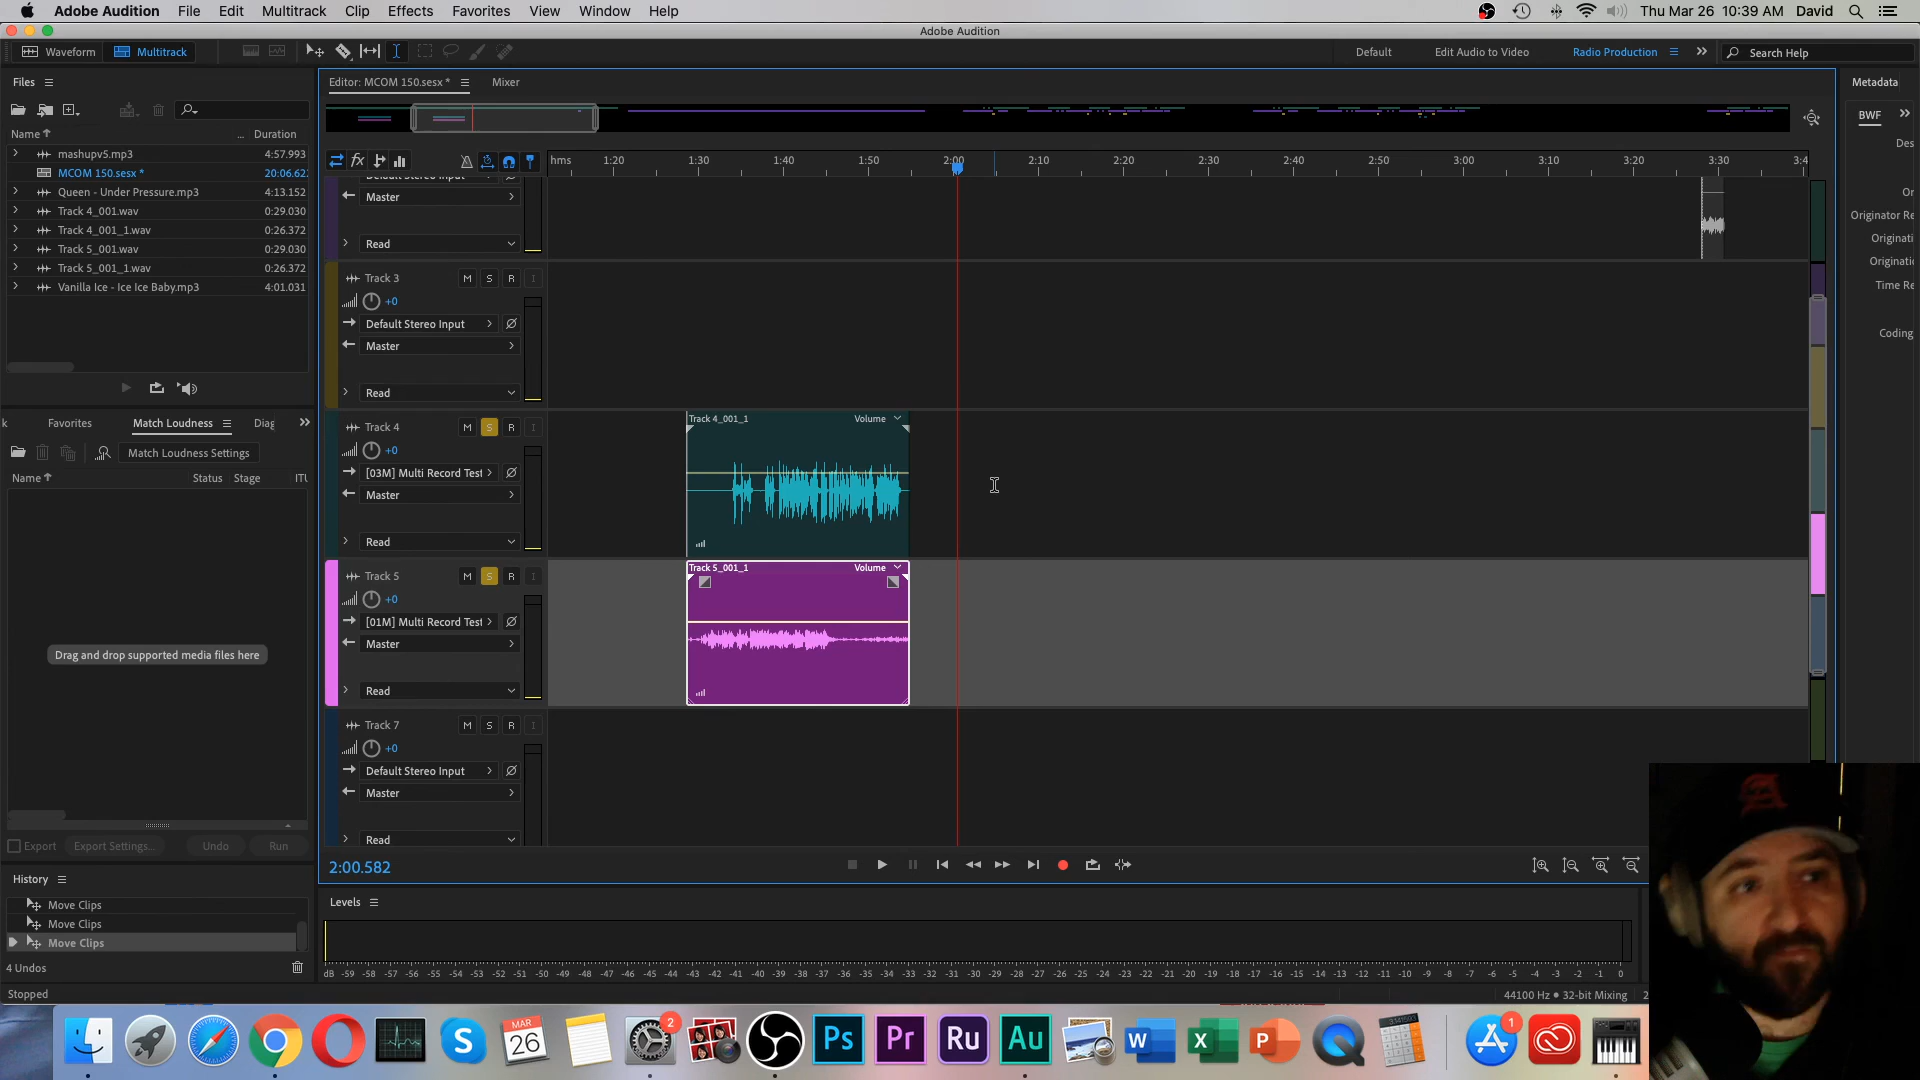 Adobe Audition File Edit Multitrack Clip Effects Favorites View Window Help Thu Mar 26 10:39 AM David
Adobe Audition
Waveform Multitrack Default Edit Audio to Video Radio Production Search Help
Files
Name Duration
mashupv5.mp3 4:57.993
MCOM 150.sesx * 20:06.62
Queen - Under Pressure.mp3 4:13.152
Track 4_001.wav 0:29.030
Track 4_001_1.wav 0:26.372
Track 5_001.wav 0:29.030
Track 5_001_1.wav 0:26.372
Vanilla Ice - Ice Ice Baby.mp3 4:01.031
k Favorites Match Loudness Diag
Match Loudness Settings
Name Status Stage ITU
Drag and drop supported media files here
Export Export Settings... Undo Run
History
Move Clips
Move Clips
Move Clips
4 Undos
Stopped
Editor: MCOM 150.sesx * Mixer
fx
hms 1:20 1:30 1:40 1:50 2:00 2:10 2:20 2:30 2:40 2:50 3:00 3:10 3:20 3:30 3:4
Default Stereo Input
Master
Read
Track 3 M S R I
+0
Default Stereo Input
Master
Read
Track 4 M S R I
+0
[03M] Multi Record Test
Master
Read
Track 4_001_1 Volume
Track 5 M S R I
+0
[01M] Multi Record Test
Master
Read
Track 5_001_1 Volume
Track 7 M S R I
+0
Default Stereo Input
Master
Read
2:00.582
Levels
dB -59 -58 -57 -56 -55 -54 -53 -52 -51 -50 -49 -48 -47 -46 -45 -44 -43 -42 -41 -40 -39 -38 -37 -36 -35 -34 -33 -32 -31 -30 -29 -28 -27 -26 -25 -24 -23 -22 -21 -20 -19 -18 -17 -16 -15 -14 -13 -12 -11 -10 -9 -8 -7 -6 -5 -4 -3 -2 -1 0
44100 Hz • 32-bit Mixing 2
Metadata
BWF
Des
Or
Originator Re
Originati
Originatio
Time Re
Coding
S MAR 26 2 Ps Pr Ru Au W X P 1